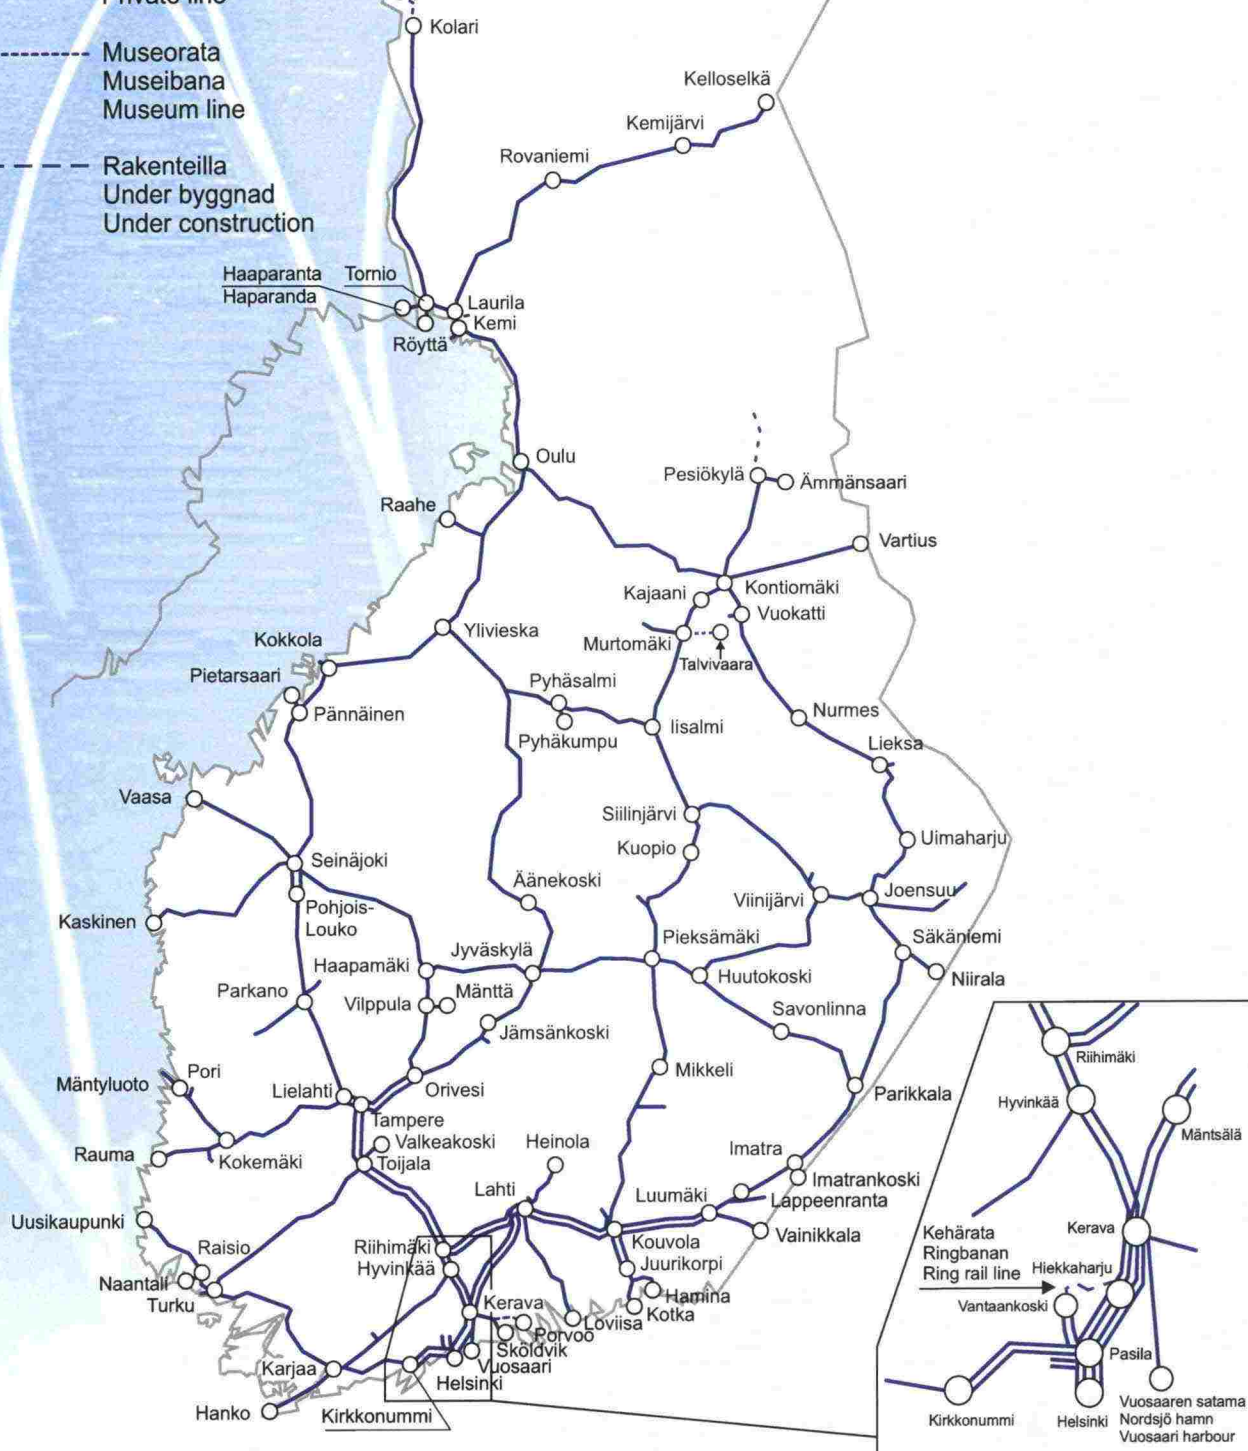 Private line
Museorata
Museibana
Museum line
Rakenteilla
Under byggnad
Under construction
Kolari
Kelloselkä
Kemijärvi
Rovaniemi
Haaparanta
Haparanda
Tornio
Laurila
Kemi
Röyttä
Oulu
Pesiökylä
Ämmänsaari
Raahe
Vartius
Kajaani
Kontiomäki
Vuokatti
Ylivieska
Murtomäki
Talvivaara
Kokkola
Pietarsaari
Pännäinen
Pyhäsalmi
Pyhäkumpu
Iisalmi
Nurmes
Lieksa
Vaasa
Siilinjärvi
Kuopio
Uimaharju
Seinäjoki
Äänekoski
Viinijärvi
Joensuu
Pohjois-
Louko
Kaskinen
Säkäniemi
Haapamäki
Jyväskylä
Pieksämäki
Huutokoski
Niirala
Parkano
Vilppula
Mänttä
Savonlinna
Jämsänkoski
Mäntyluoto
Pori
Lielahti
Orivesi
Mikkeli
Parikkala
Tampere
Valkeakoski
Heinola
Rauma
Kokemäki
Toijala
Imatra
Imatrankoski
Lappeenranta
Lahti
Luumäki
Uusikaupunki
Vainikkala
Raisio
Riihimäki
Hyvinkää
Kouvola
Juurikorpi
Naantali
Turku
Hamina
Kotka
Kerava
Porvoo
Loviisa
Sköldvik
Vuosaari
Karjaa
Helsinki
Hanko
Kirkkonummi
Riihimäki
Hyvinkää
Mäntsälä
Kerava
Kehärata
Ringbanan
Ring rail line
Hiekkaharju
Vantaankoski
Pasila
Kirkkonummi
Helsinki
Vuosaaren satama
Nordsjö hamn
Vuosaari harbour